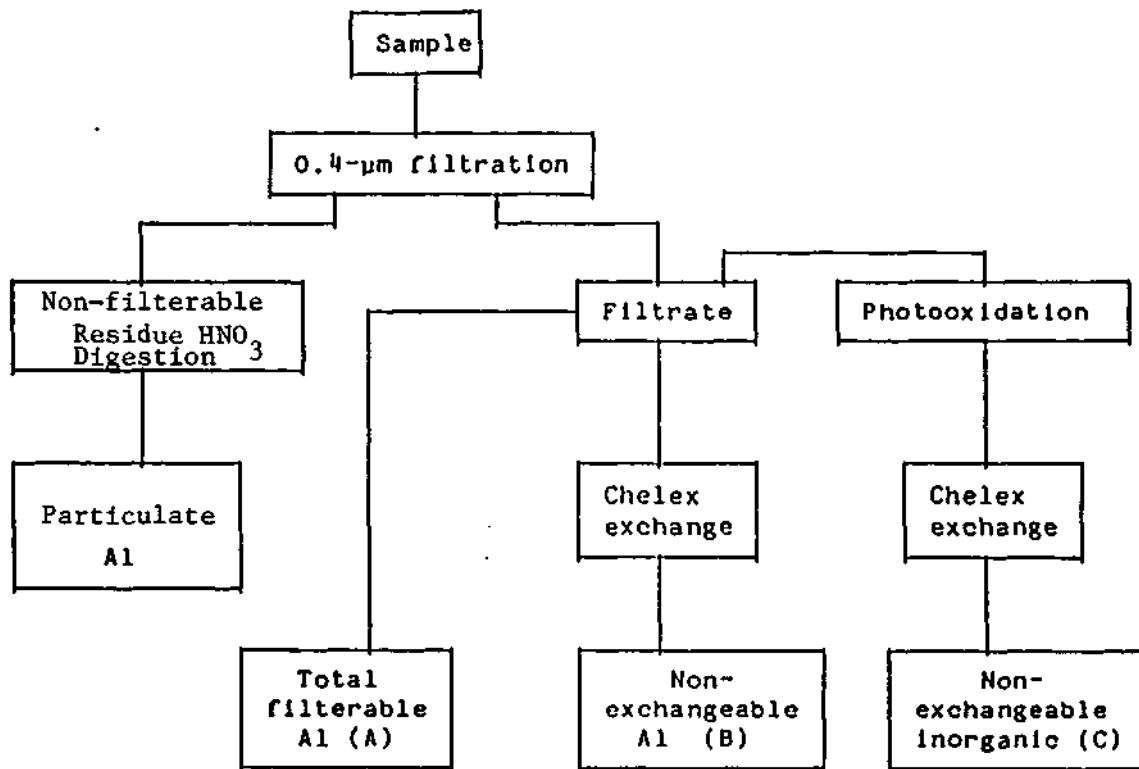 Sample
0.4-µm filtration
Non-filterable
Residue HNO3
Digestion
Filtrate
Photooxidation
Particulate
Al
Chelex
exchange
Chelex
exchange
Total
filterable
Al (A)
Non-
exchangeable
Al (B)
Non-
exchangeable
inorganic (C)